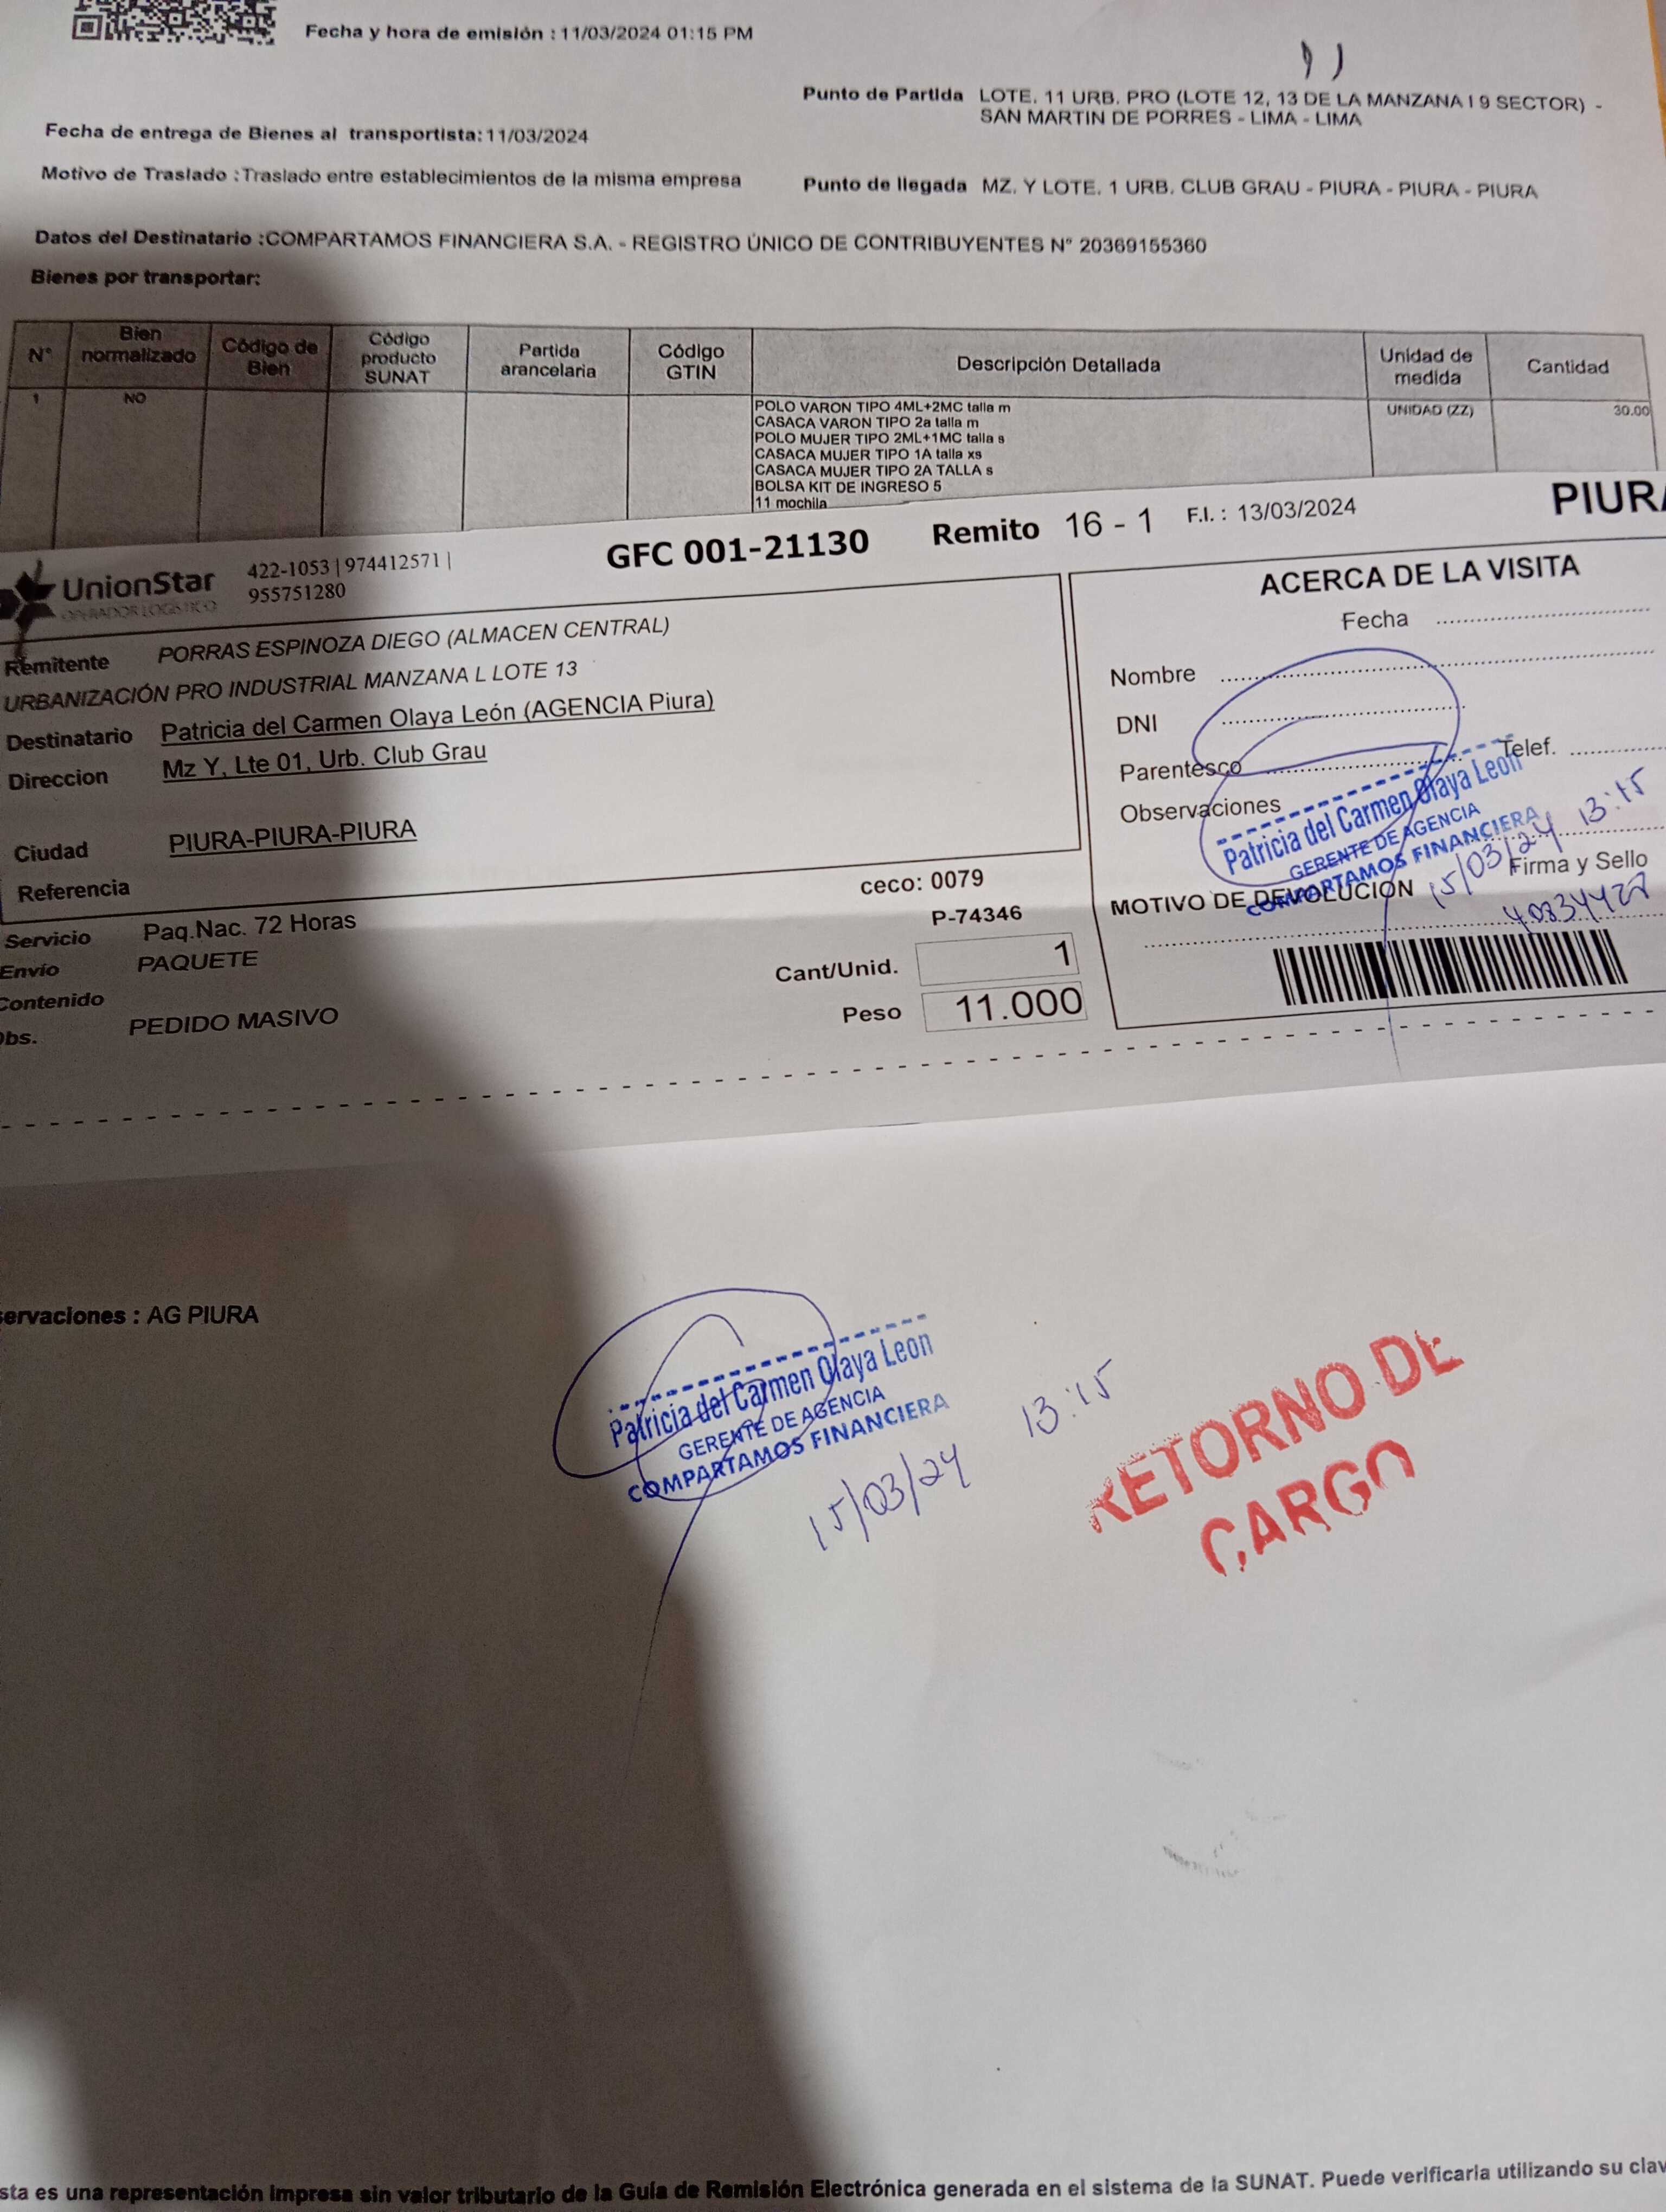 Fecha y hora de emisión : 11/03/2024 01:15 PM
Punto de Partida LOTE. 11 URB. PRO (LOTE 12, 13 DE LA MANZANA I 9 SECTOR) -
SAN MARTIN DE PORRES - LIMA - LIMA
Fecha de entrega de Bienes al transportista: 11/03/2024
Motivo de Traslado : Traslado entre establecimientos de la misma empresa
Punto de llegada MZ. Y LOTE. 1 URB. CLUB GRAU - PIURA - PIURA - PIURA
Datos del Destinatario : COMPARTAMOS FINANCIERA S.A. - REGISTRO ÚNICO DE CONTRIBUYENTES N° 20369155360
Bienes por transportar:
N° Bien normalizado Código de Bien Código producto SUNAT Partida arancelaria Código GTIN Descripción Detallada Unidad de medida Cantidad
1 NO POLO VARON TIPO 4ML+2MC talla m UNIDAD (ZZ) 30.00
CASACA VARON TIPO 2a talla m
POLO MUJER TIPO 2ML+1MC talla s
CASACA MUJER TIPO 1A talla xs
CASACA MUJER TIPO 2A TALLA s
BOLSA KIT DE INGRESO 5
11 mochila
UnionStar
OPERADOR LOGÍSTICO
422-1053 | 974412571 |
955751280
GFC 001-21130
Remito 16 - 1
F.I. : 13/03/2024
Remitente PORRAS ESPINOZA DIEGO (ALMACEN CENTRAL)
URBANIZACIÓN PRO INDUSTRIAL MANZANA L LOTE 13
Destinatario Patricia del Carmen Olaya León (AGENCIA Piura)
Direccion Mz Y, Lte 01, Urb. Club Grau
Ciudad PIURA-PIURA-PIURA
Referencia
ceco: 0079
Servicio Paq.Nac. 72 Horas
P-74346
Envío PAQUETE
Cant/Unid. 1
Contenido
Peso 11.000
Obs. PEDIDO MASIVO
ACERCA DE LA VISITA
Fecha
Nombre
DNI
Parentesco
Telef.
Observaciones
Patricia del Carmen Olaya Leon
GERENTE DE AGENCIA
COMPARTAMOS FINANCIERA
15/03/24 13:15
Firma y Sello
MOTIVO DE DEVOLUCION
servaciones : AG PIURA
Patricia del Carmen Olaya Leon
GERENTE DE AGENCIA
COMPARTAMOS FINANCIERA
15/03/24 13:15
RETORNO DE
CARGO
sta es una representación impresa sin valor tributario de la Guía de Remisión Electrónica generada en el sistema de la SUNAT. Puede verificarla utilizando su clav